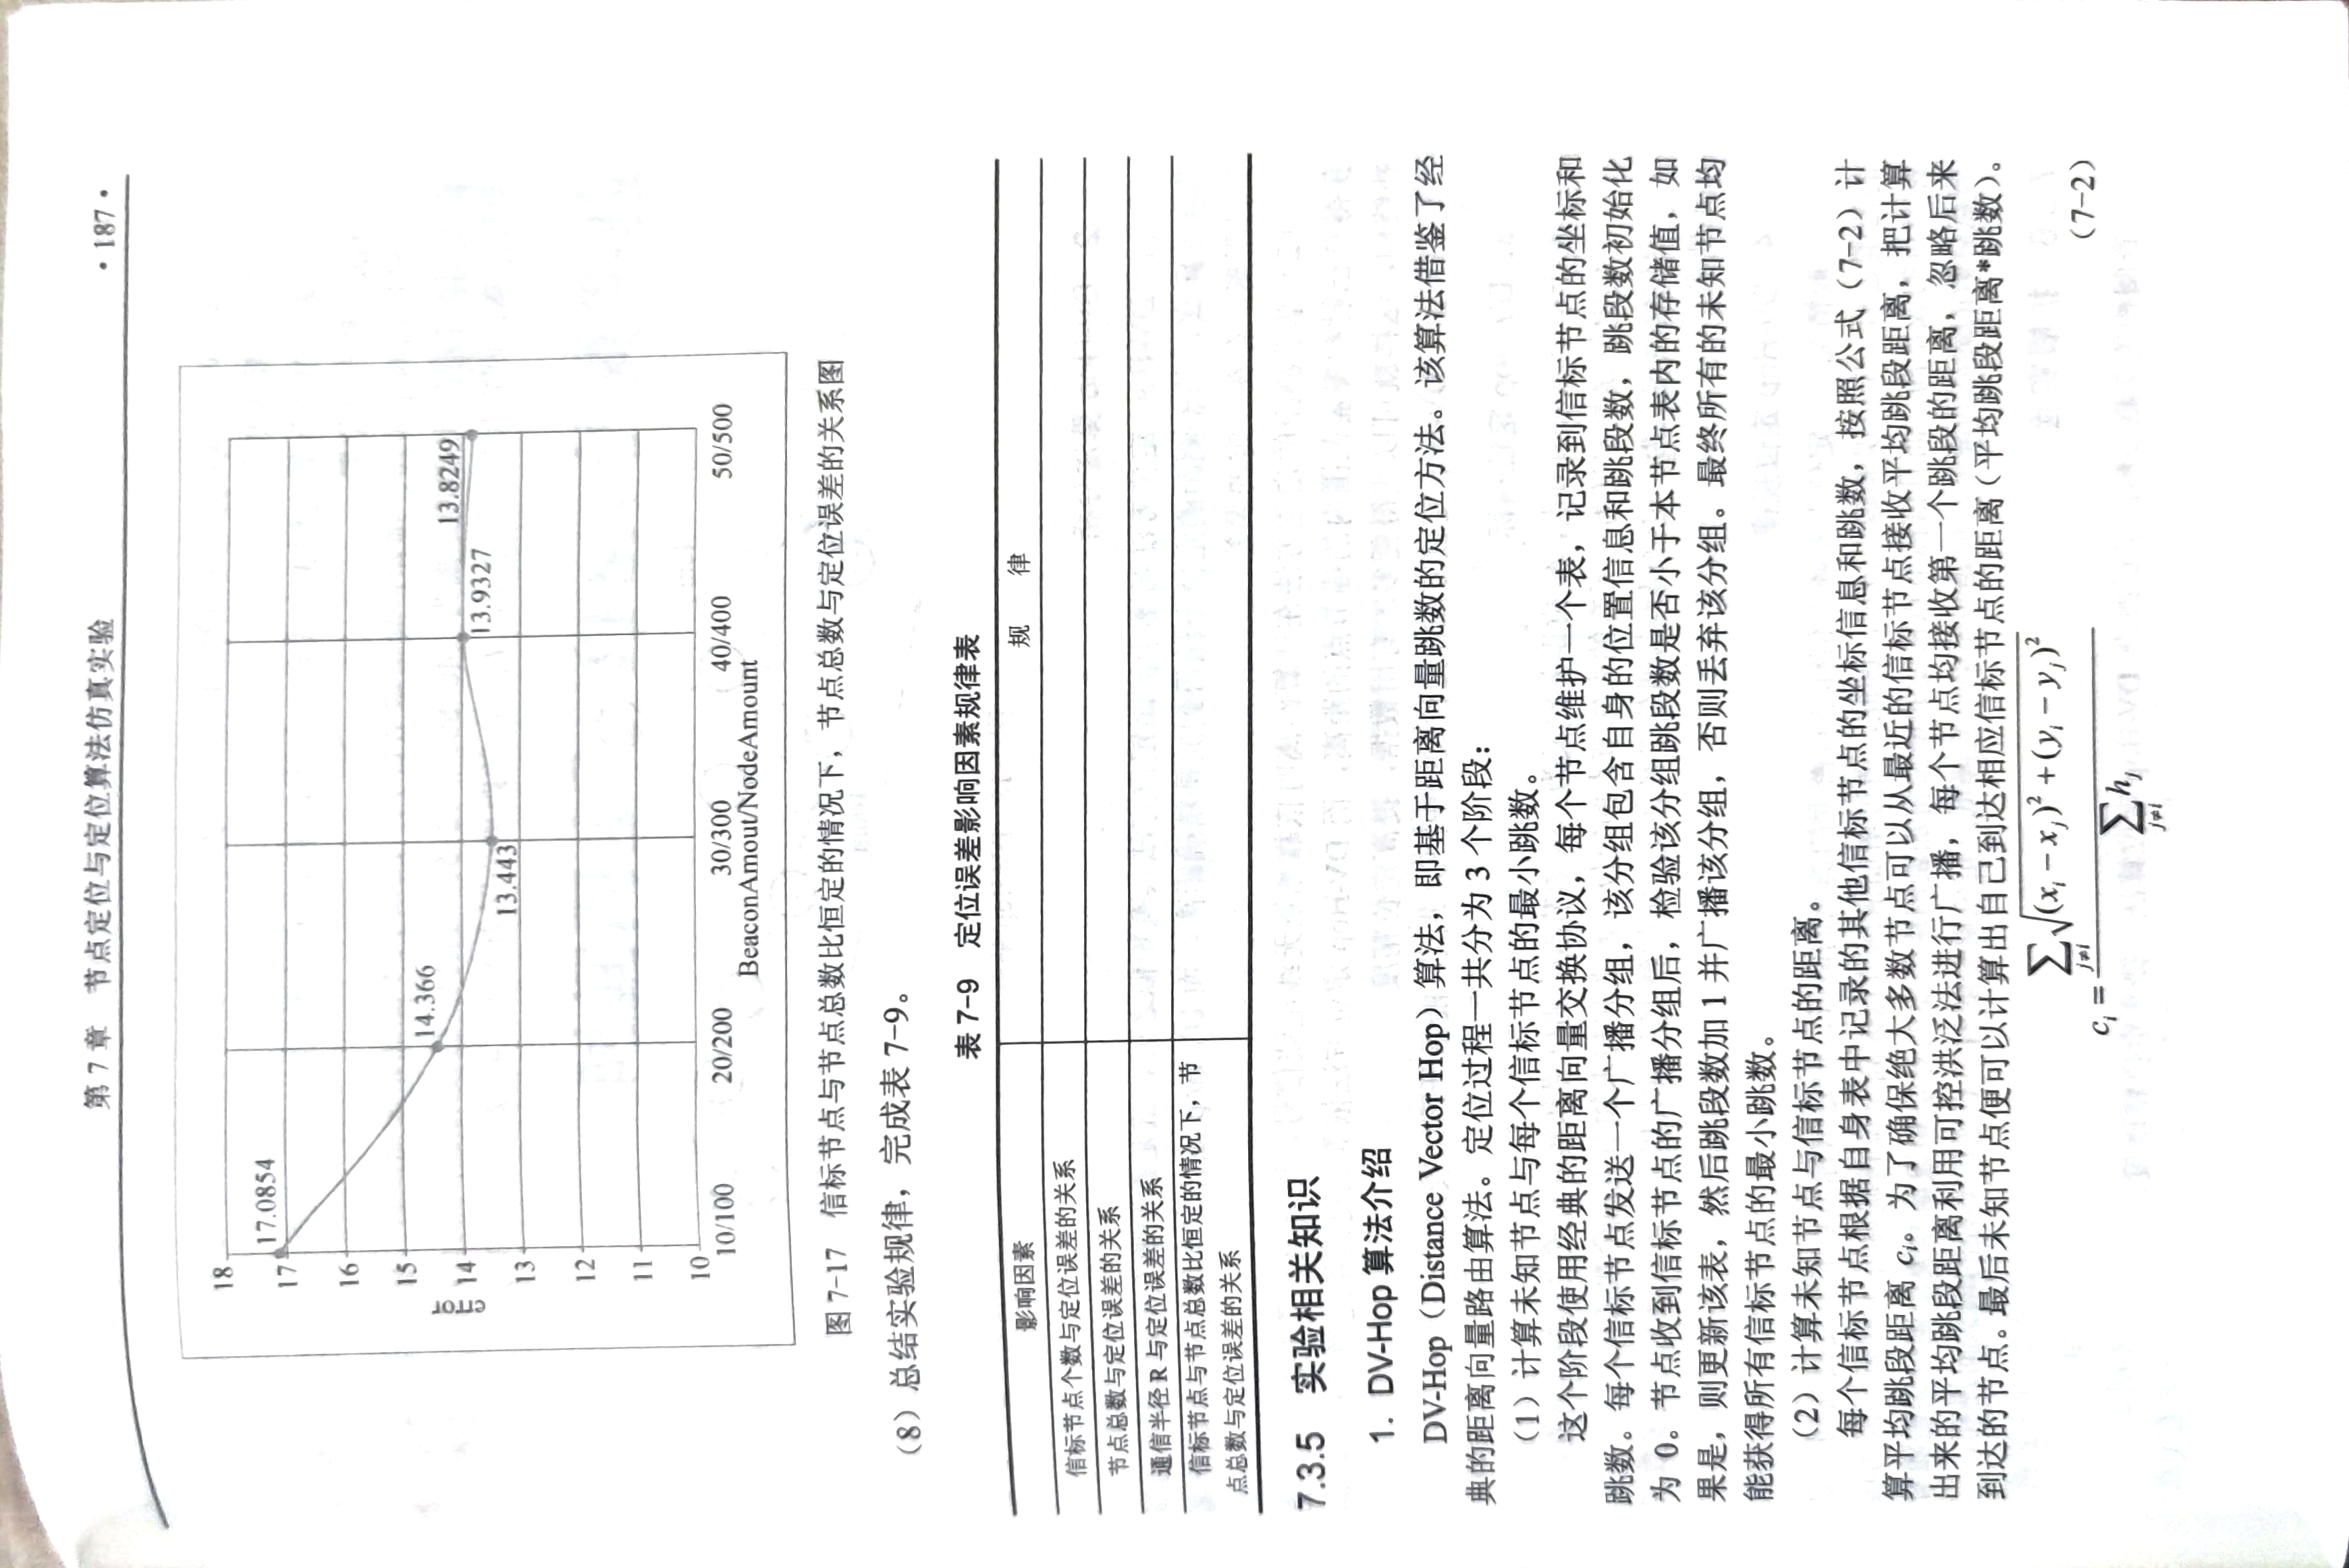 第 7 章 节点定位与定位算法仿真实验 ·187·
18
17
16
15
14
13
12
11
10
error
17.0854
14.366
13.443
13.9327
13.8249
10/100 20/200 30/300 40/400 50/500
BeaconAmout/NodeAmount
图 7-17 信标节点与节点总数比恒定的情况下，节点总数与定位误差的关系图
（8）总结实验规律，完成表 7-9。
表 7-9 定位误差影响因素规律表
影响因素 规 律
信标节点个数与定位误差的关系
节点总数与定位误差的关系
通信半径 R 与定位误差的关系
信标节点与节点总数比恒定的情况下，节
点总数与定位误差的关系
7.3.5 实验相关知识
1. DV-Hop 算法介绍
DV-Hop（Distance Vector Hop）算法，即基于距离向量跳数的定位方法。该算法借鉴了经
典的距离向量路由算法。定位过程一共分为 3 个阶段：
（1）计算未知节点与每个信标节点的最小跳数。
这个阶段使用经典的距离向量交换协议，每个节点维护一个表，记录到信标节点的坐标和
跳数。每个信标节点发送一个广播分组，该分组包含自身的位置信息和跳段数，跳段数初始化
为 0。节点收到信标节点的广播分组后，检验该分组跳段数是否小于本节点表内的存储值，如
果是，则更新该表，然后跳段数加 1 并广播该分组，否则丢弃该分组。最终所有的未知节点均
能获得所有信标节点的最小跳数。
（2）计算未知节点与信标节点的距离。
每个信标节点根据自身表中记录的其他信标节点的坐标信息和跳数，按照公式（7-2）计
算平均跳段距离 c_i。为了确保绝大多数节点可以从最近的信标节点接收平均跳段距离，把计算
出来的平均跳段距离利用可控洪泛法进行广播，每个节点均接收第一个跳段的距离，忽略后来
到达的节点。最后未知节点便可以计算出自己到达相应信标节点的距离（平均跳段距离*跳数）。
c_i = \frac{\sum_{j≠i} \sqrt{(x_i - x_j)^2 + (y_i - y_j)^2}}{\sum_{j≠i} h_j} （7-2）